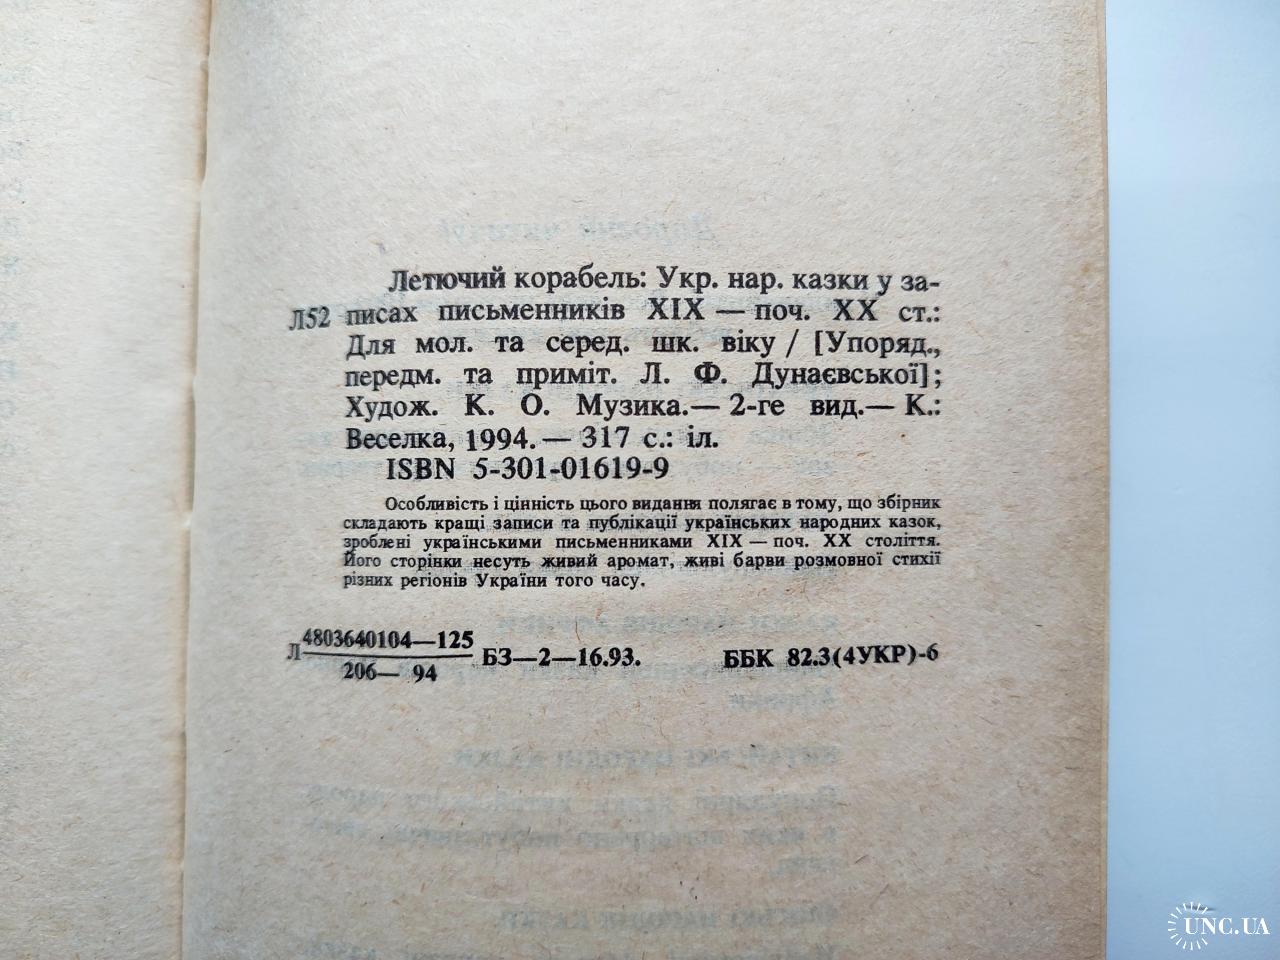 Летючий корабель: Укр. нар. казки у за-
Л52 писах письменників XIX — поч. XX ст.:
Для мол. та серед. шк. віку / [Упоряд.,
передм. та приміт. Л. Ф. Дунаєвської];
Худож. К. О. Музика.— 2-ге вид.— К.:
Веселка, 1994.— 317 с.: іл.
ISBN 5-301-01619-9
Особливість і цінність цього видання полягає в тому, що збірник
складають кращі записи та публікації українських народних казок,
зроблені українськими письменниками XIX — поч. XX століття.
Його сторінки несуть живий аромат, живі барви розмовної стихії
різних регіонів України того часу.
Л 4803640104—125
206— 94
БЗ—2—16.93.
ББК 82.3(4УКР)-6
UNC.UA